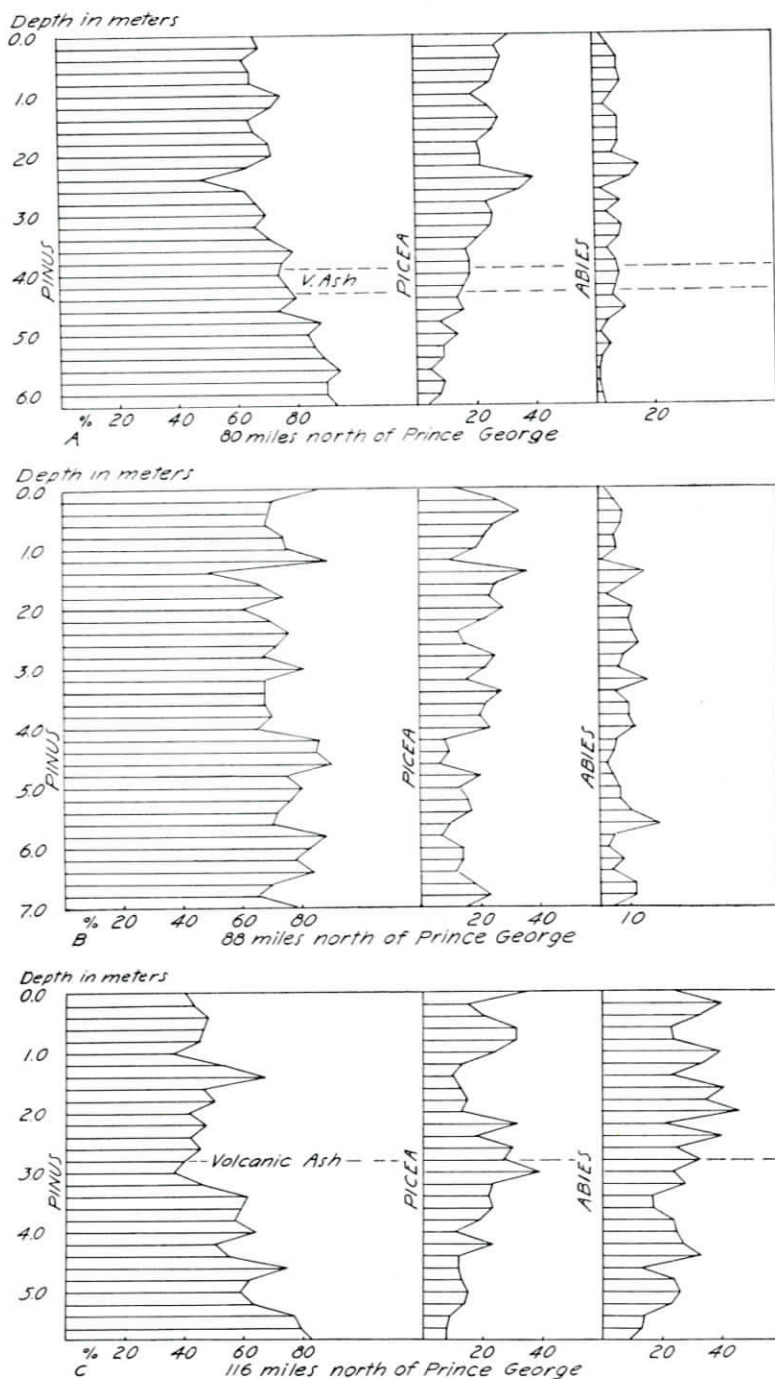 Depth in meters
0.0
1.0
2.0
3.0
4.0
5.0
6.0
PINUS
PICEA
ABIES
V. Ash
% 20 40 60 80 20 40 20
A 80 miles north of Prince George
Depth in meters
0.0
1.0
2.0
3.0
4.0
5.0
6.0
7.0
PINUS
PICEA
ABIES
% 20 40 60 80 20 40 10
B 88 miles north of Prince George
Depth in meters
0.0
1.0
2.0
3.0
4.0
5.0
PINUS
PICEA
ABIES
Volcanic Ash
% 20 40 60 80 20 40 20 40
C 116 miles north of Prince George